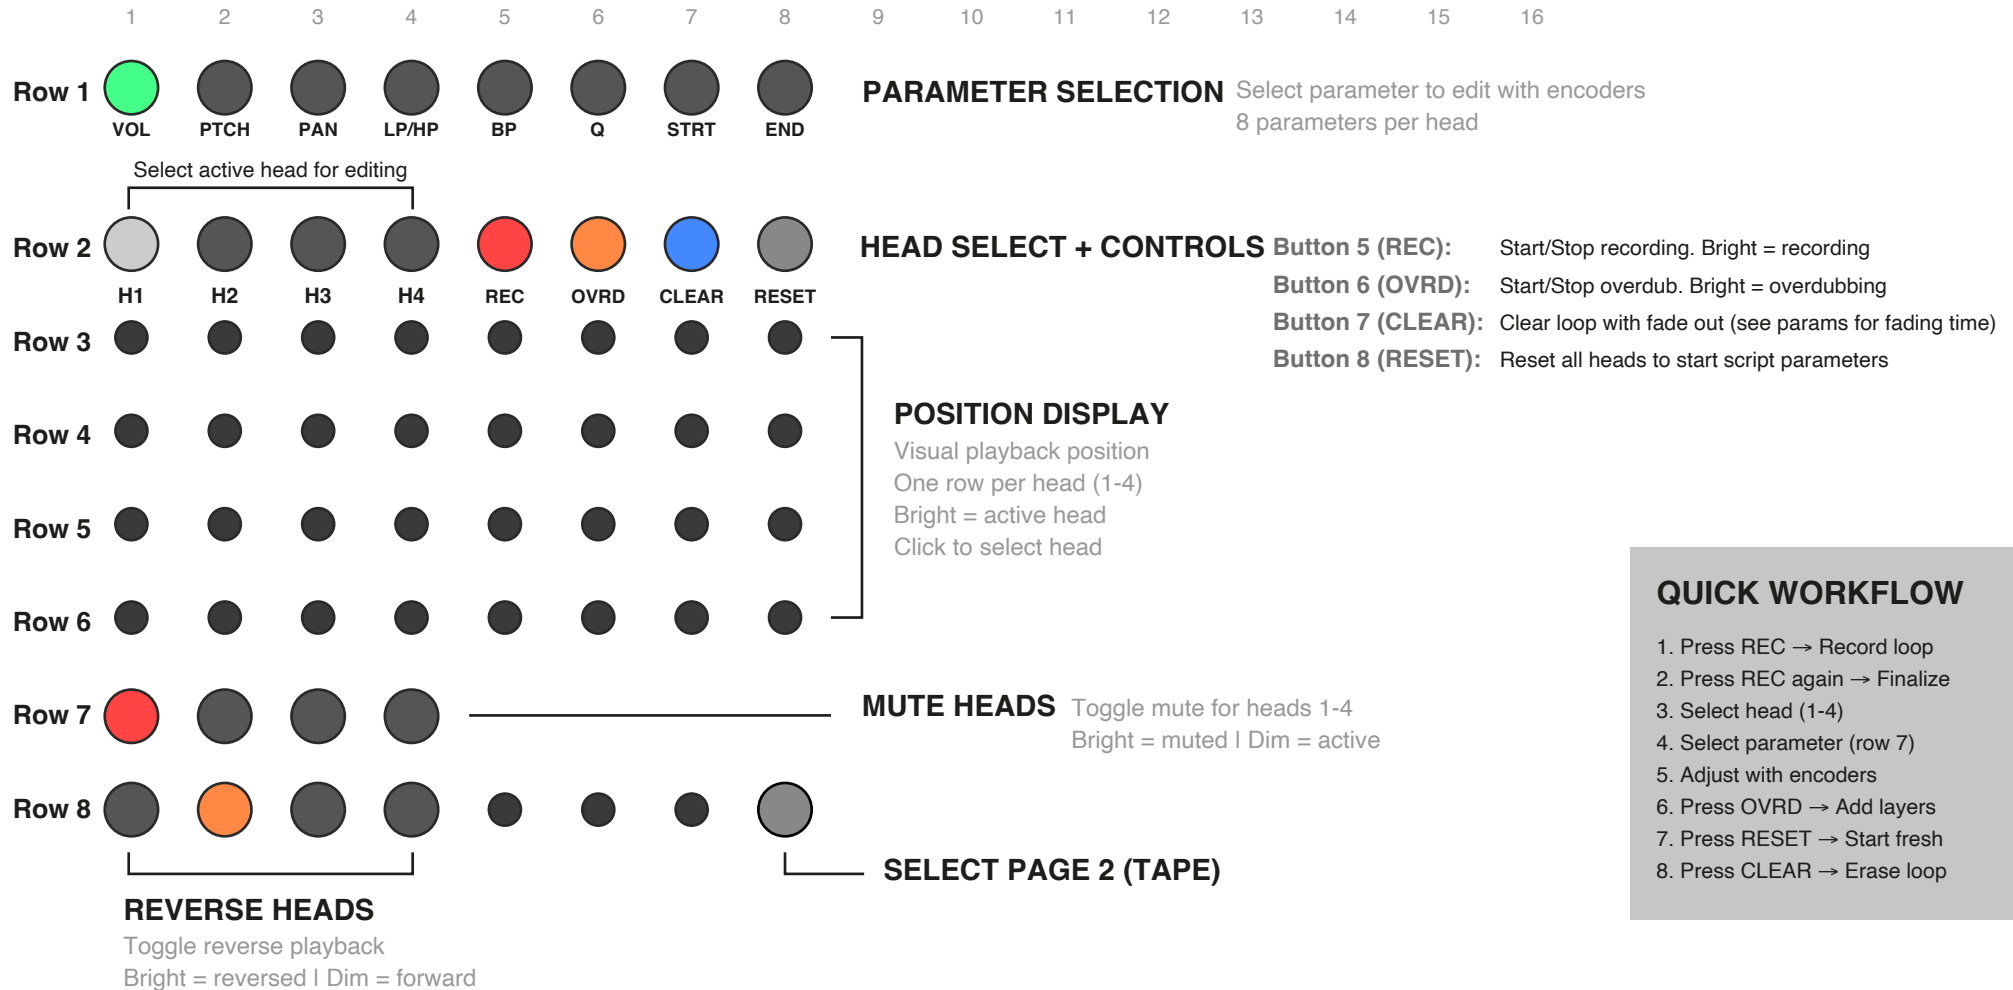 1 2 3 4 5 6 7 8 9 10 11 12 13 14 15 16
Row 1
VOL PTCH PAN LP/HP BP Q STRT END
PARAMETER SELECTION
Select parameter to edit with encoders
8 parameters per head
Select active head for editing
Row 2
H1 H2 H3 H4 REC OVRD CLEAR RESET
HEAD SELECT + CONTROLS
Button 5 (REC): Start/Stop recording. Bright = recording
Button 6 (OVRD): Start/Stop overdub. Bright = overdubbing
Button 7 (CLEAR): Clear loop with fade out (see params for fading time)
Button 8 (RESET): Reset all heads to start script parameters
Row 3
Row 4
Row 5
Row 6
POSITION DISPLAY
Visual playback position
One row per head (1-4)
Bright = active head
Click to select head
Row 7
MUTE HEADS
Toggle mute for heads 1-4
Bright = muted | Dim = active
Row 8
SELECT PAGE 2 (TAPE)
REVERSE HEADS
Toggle reverse playback
Bright = reversed | Dim = forward
QUICK WORKFLOW
1. Press REC → Record loop
2. Press REC again → Finalize
3. Select head (1-4)
4. Select parameter (row 7)
5. Adjust with encoders
6. Press OVRD → Add layers
7. Press RESET → Start fresh
8. Press CLEAR → Erase loop